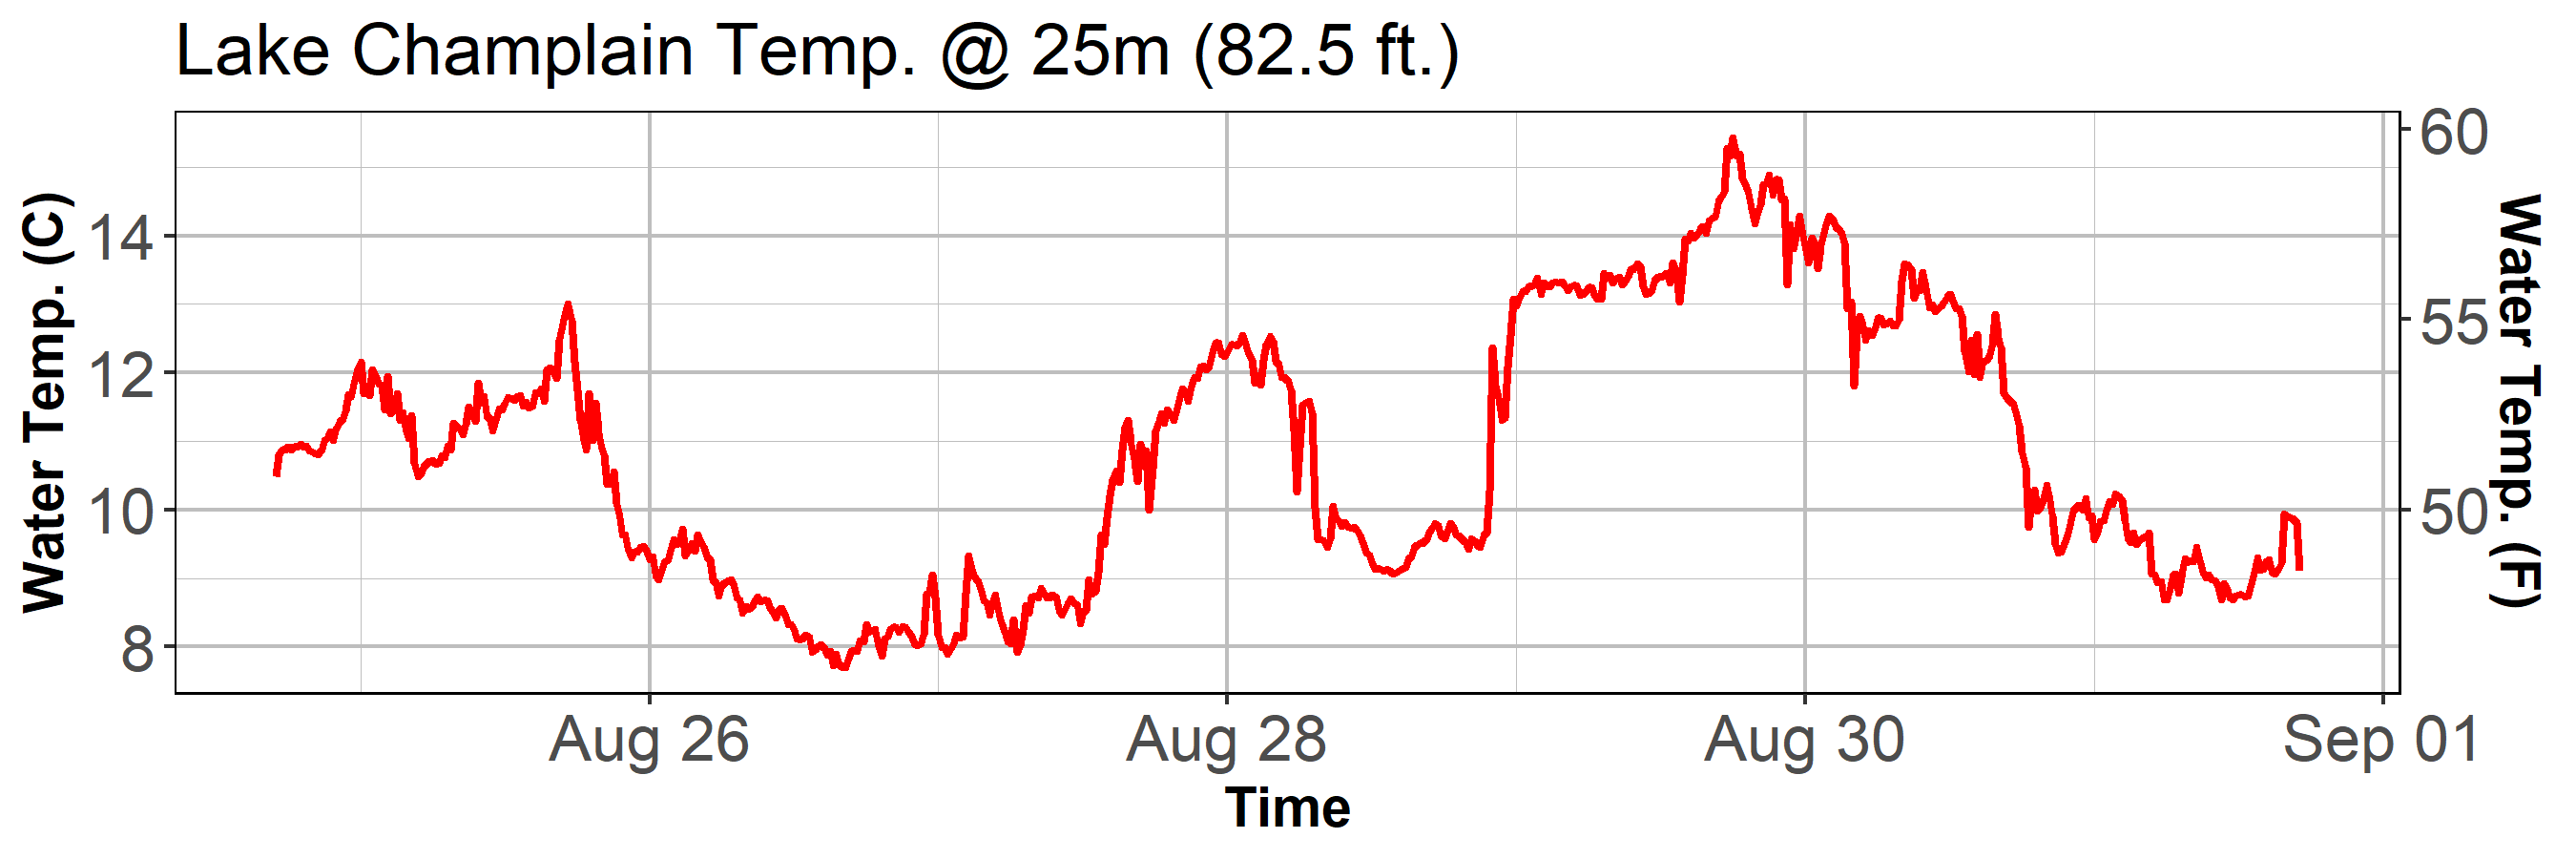 Lake Champlain Temp. @ 25m (82.5 ft.)
Water Temp. (C)
14
12
10
8
60
55
50
Water Temp. (F)
Aug 26
Aug 28
Aug 30
Sep 01
Time